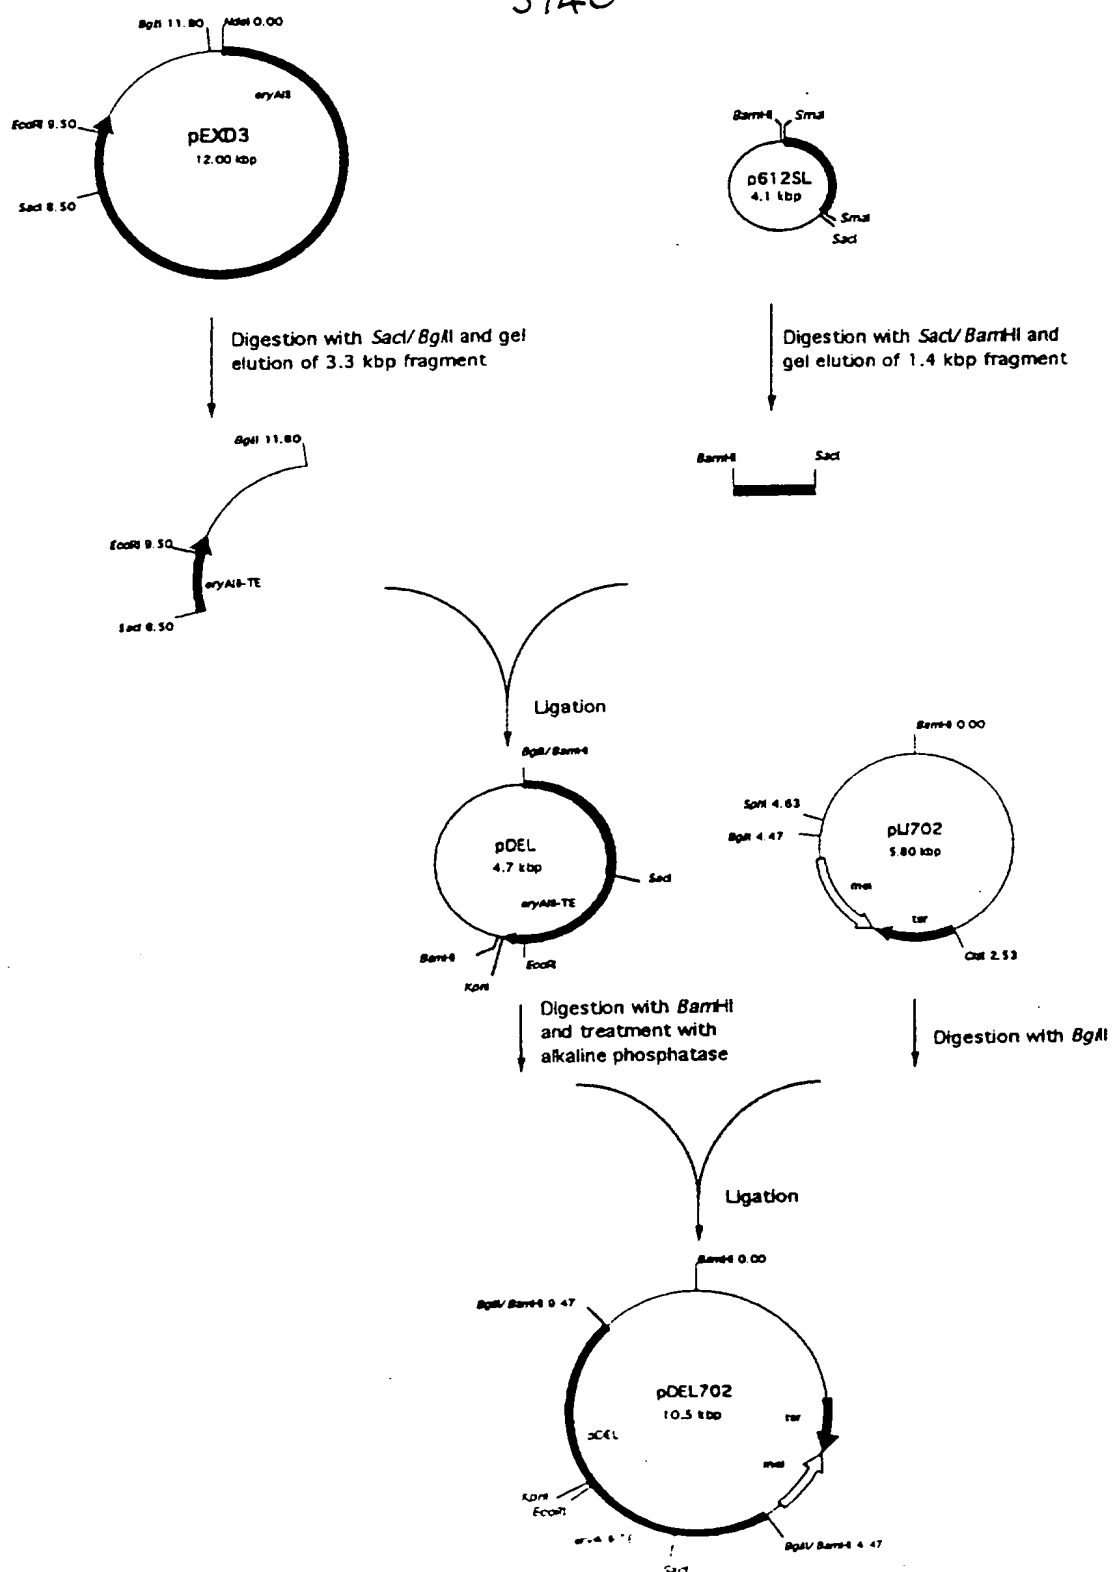 5740
BglII 11.80
NdeI 0.00
eryAIII
EcoRI 9.50
pEXD3
12.00 kbp
SacI 8.50
BamHI
SmaI
p612SL
4.1 kbp
SmaI
SacI
Digestion with SacI/BglII and gel
elution of 3.3 kbp fragment
Digestion with SacI/BamHI and
gel elution of 1.4 kbp fragment
BglII 11.80
EcoRI 9.50
eryAIII-TE
SacI 8.50
BamHI
SacI
Ligation
BglII/BamHI
pDEL
4.7 kbp
SacI
eryAIII-TE
BamHI
KpnI
EcoRI
BamHI 0.00
SphI 4.63
BglII 4.47
pIJ702
5.80 kbp
mel
tsr
ClaI 2.53
Digestion with BamHI
and treatment with
alkaline phosphatase
Digestion with BglII
Ligation
BamHI 0.00
BglII/BamHI 9.47
pDEL702
10.5 kbp
tsr
pDEL
mel
KpnI
EcoRI
BglII/BamHI 4.47
SacI